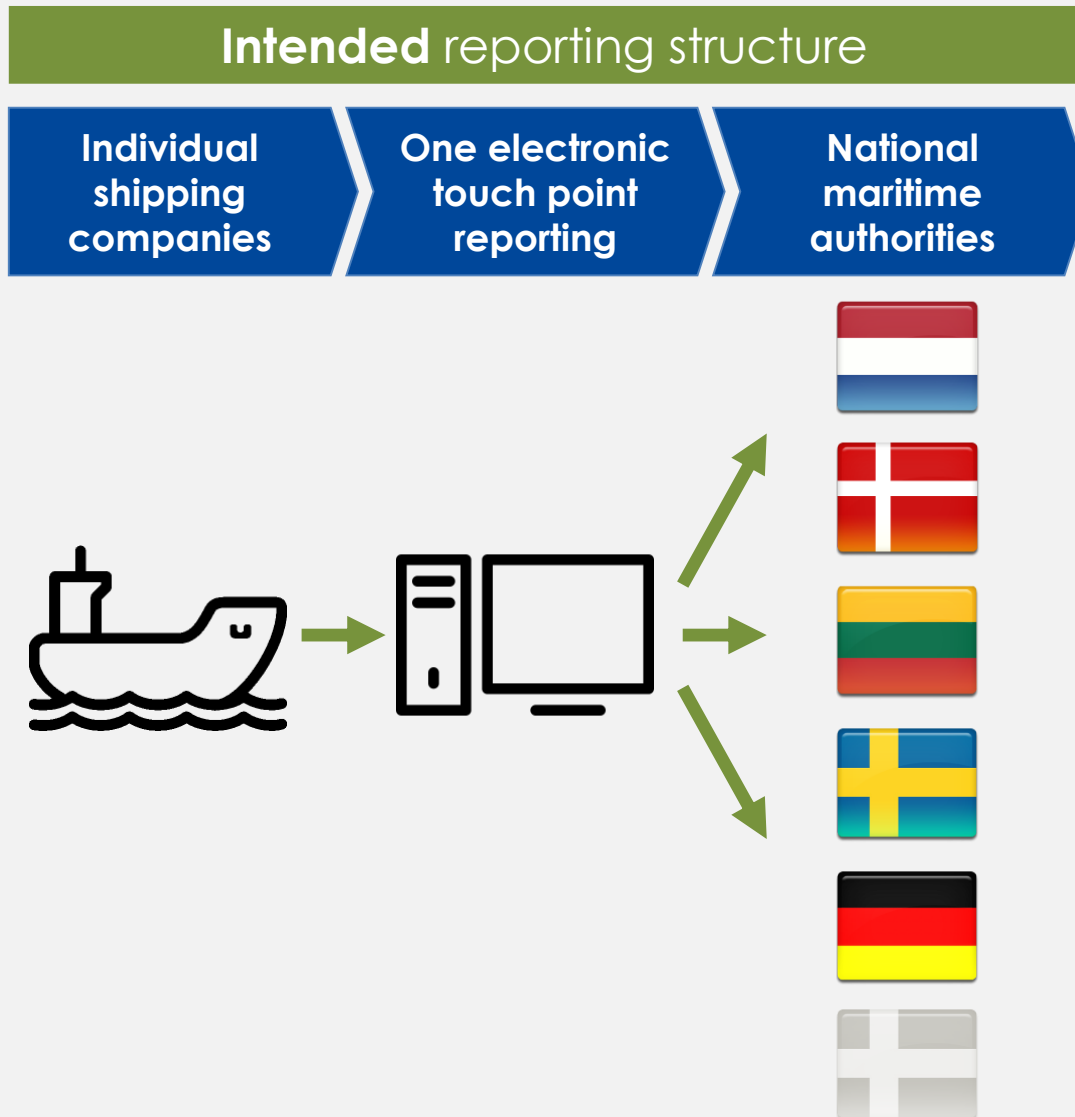 Intended reporting structure
Individual
shipping
companies
One electronic
touch point
reporting
National
maritime
authorities